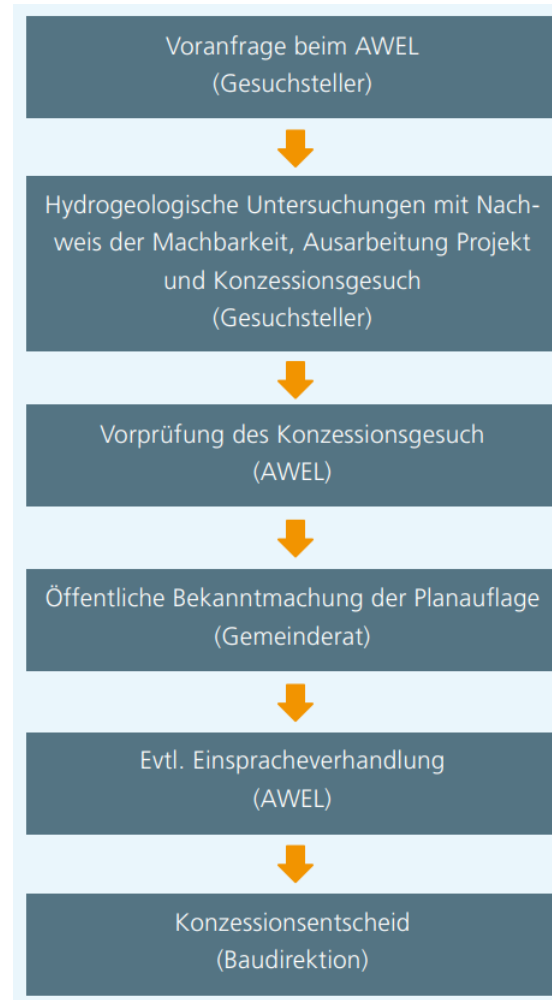 Voranfrage beim AWEL
(Gesuchsteller)
Hydrogeologische Untersuchungen mit Nach-
weis der Machbarkeit, Ausarbeitung Projekt
und Konzessionsgesuch
(Gesuchsteller)
Vorprüfung des Konzessionsgesuch
(AWEL)
Öffentliche Bekanntmachung der Planauflage
(Gemeinderat)
Evtl. Einspracheverhandlung
(AWEL)
Konzessionsentscheid
(Baudirektion)